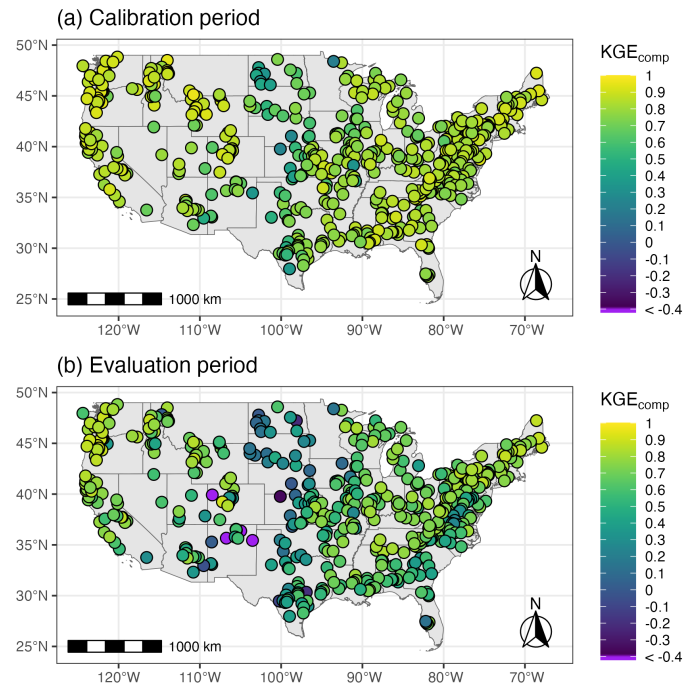 (a) Calibration period
50°N
45°N
40°N
35°N
30°N
25°N
120°W 110°W 100°W 90°W 80°W 70°W
1000 km
N
KGEcomp
1
0.9
0.8
0.7
0.6
0.5
0.4
0.3
0.2
0.1
0
-0.1
-0.2
-0.3
< -0.4
(b) Evaluation period
50°N
45°N
40°N
35°N
30°N
25°N
120°W 110°W 100°W 90°W 80°W 70°W
1000 km
N
KGEcomp
1
0.9
0.8
0.7
0.6
0.5
0.4
0.3
0.2
0.1
0
-0.1
-0.2
-0.3
< -0.4